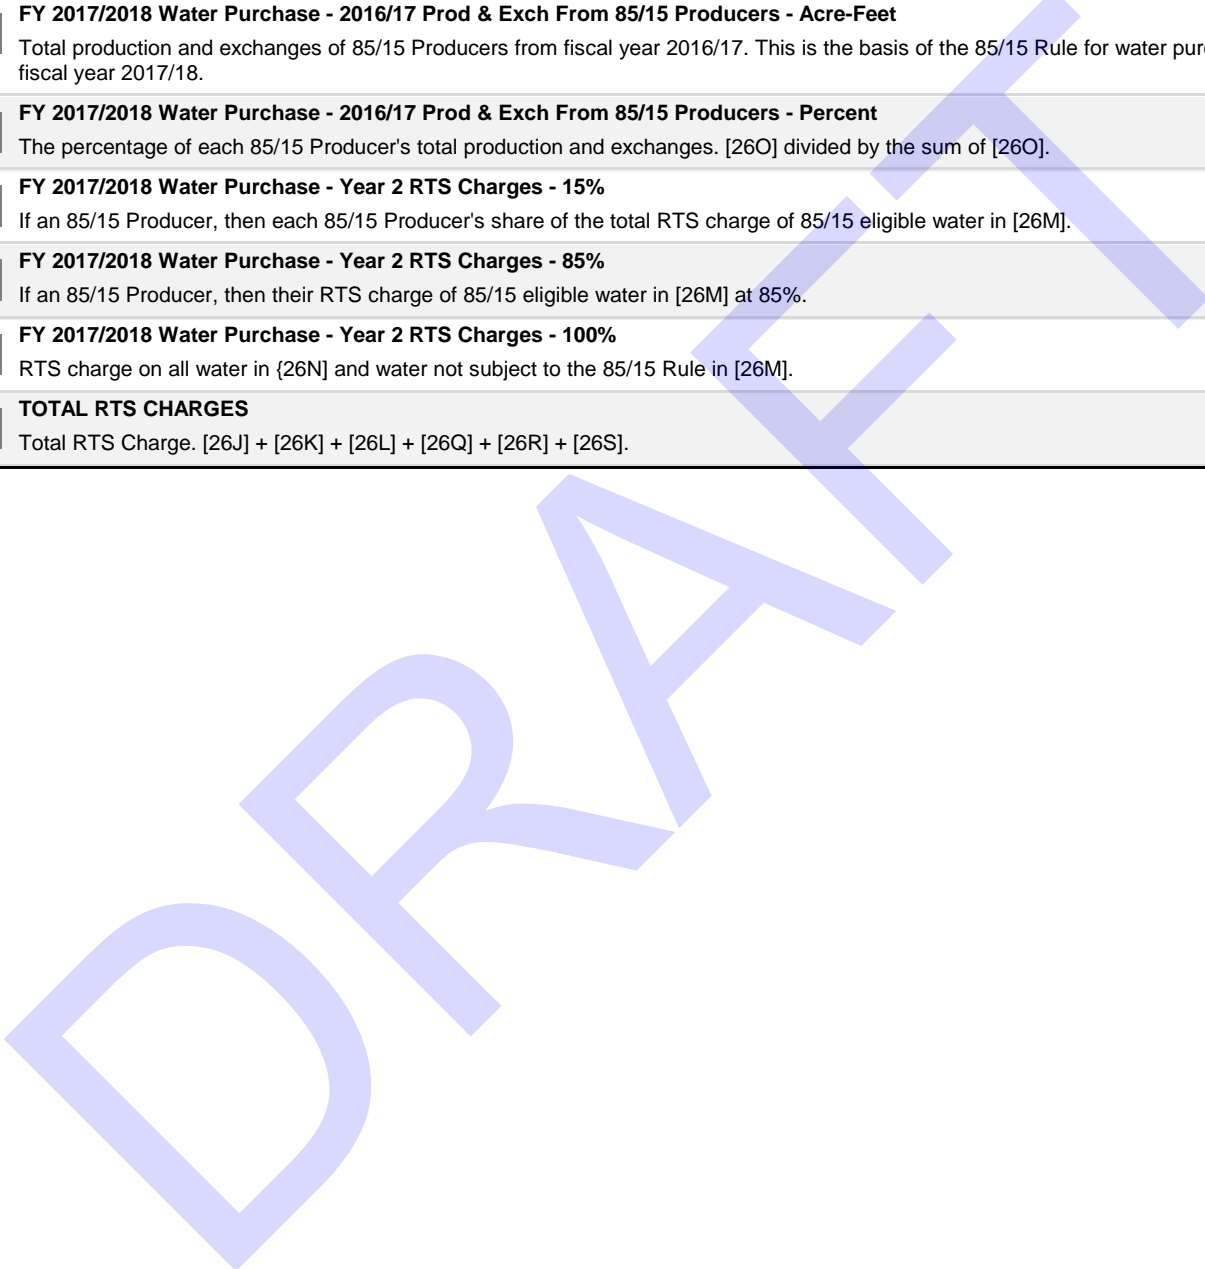 FY 2017/2018 Water Purchase - 2016/17 Prod & Exch From 85/15 Producers - Acre-Feet
Total production and exchanges of 85/15 Producers from fiscal year 2016/17. This is the basis of the 85/15 Rule for water
fiscal year 2017/18.
FY 2017/2018 Water Purchase - 2016/17 Prod & Exch From 85/15 Producers - Percent
The percentage of each 85/15 Producer's total production and exchanges. [26O] divided by the sum of [26O].
FY 2017/2018 Water Purchase - Year 2 RTS Charges - 15%
If an 85/15 Producer, then each 85/15 Producer's share of the total RTS charge of 85/15 eligible water in [26M].
FY 2017/2018 Water Purchase - Year 2 RTS Charges - 85%
If an 85/15 Producer, then their RTS charge of 85/15 eligible water in [26M] at 85%.
FY 2017/2018 Water Purchase - Year 2 RTS Charges - 100%
RTS charge on all water in {26N] and water not subject to the 85/15 Rule in [26M].
TOTAL RTS CHARGES
Total RTS Charge. [26J] + [26K] + [26L] + [26Q] + [26R] + [26S].
DRAFT